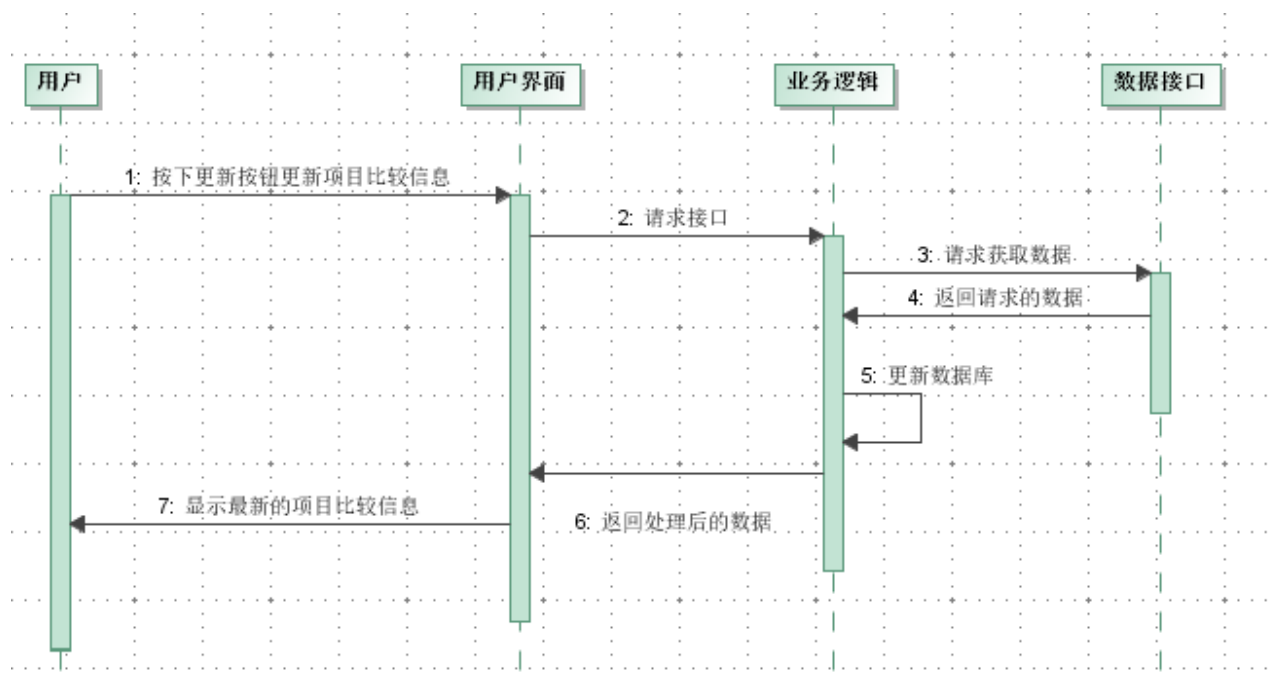 用户
用户界面
业务逻辑
数据接口
1: 按下更新按钮更新项目比较信息
2: 请求接口
3: 请求获取数据
4: 返回请求的数据
5: 更新数据库
7: 显示最新的项目比较信息
6: 返回处理后的数据